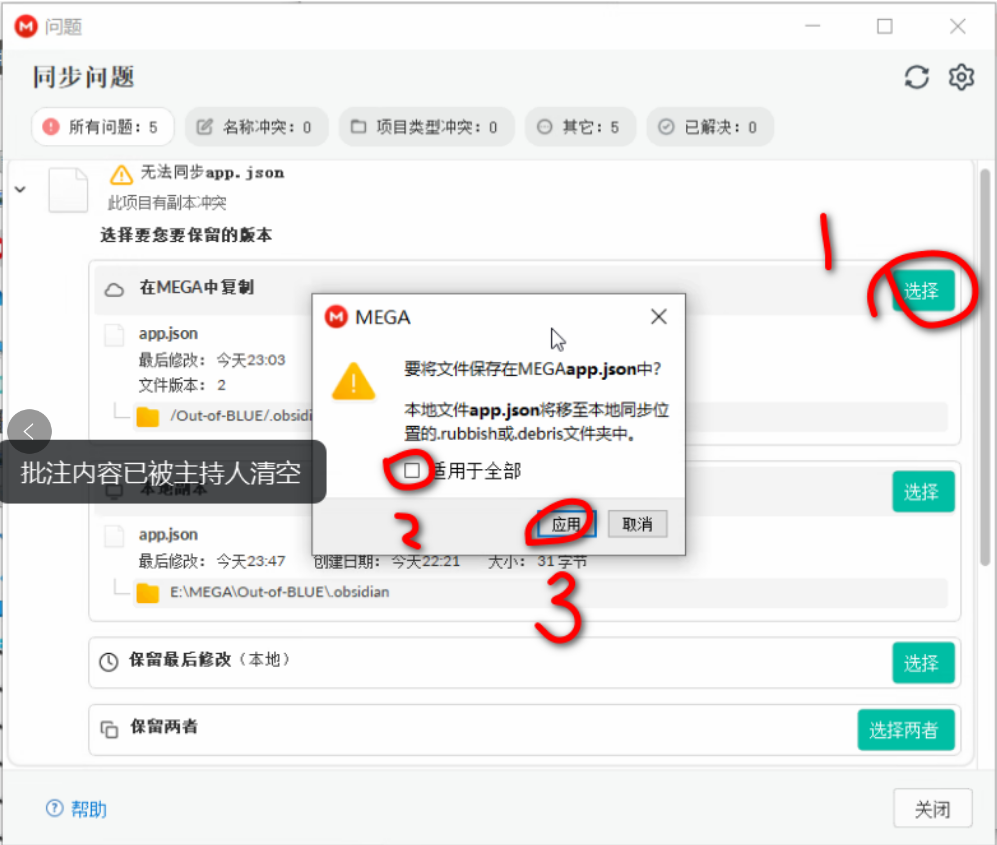 问题
同步问题
所有问题：5 名称冲突：0 项目类型冲突：0 其它：5 已解决：0
无法同步app.json
此项目有副本冲突
选择要您要保留的版本
1
在MEGA中复制 选择
app.json
最后修改：今天23:03
文件版本：2
/Out-of-BLUE/.obsidi
MEGA
要将文件保存在MEGAapp.json中?
本地文件app.json将移至本地同步位
置的.rubbish或.debris文件夹中。
适用于全部
2
应用 取消
3
批注内容已被主持人清空
本地副本 选择
app.json
最后修改：今天23:47 创建日期：今天22:21 大小：31 字节
E:\MEGA\Out-of-BLUE\.obsidian
保留最后修改（本地） 选择
保留两者 选择两者
帮助 关闭